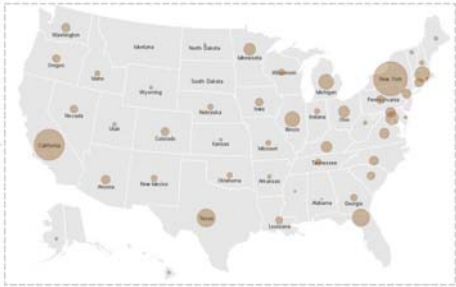 Washington
Montana
North Dakota
Minnesota
Oregon
Idaho
Wyoming
South Dakota
Wisconsin
Michigan
New York
Nevada
Utah
Colorado
Nebraska
Iowa
Illinois
Indiana
Ohio
Pennsylvania
California
Kansas
Missouri
Tennessee
Arizona
New Mexico
Oklahoma
Arkansas
Texas
Louisiana
Alabama
Georgia